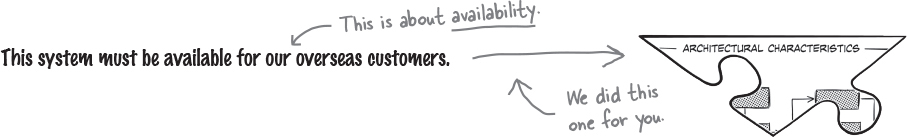 This is about availability.
This system must be available for our overseas customers.
ARCHITECTURAL CHARACTERISTICS
We did this
one for you.